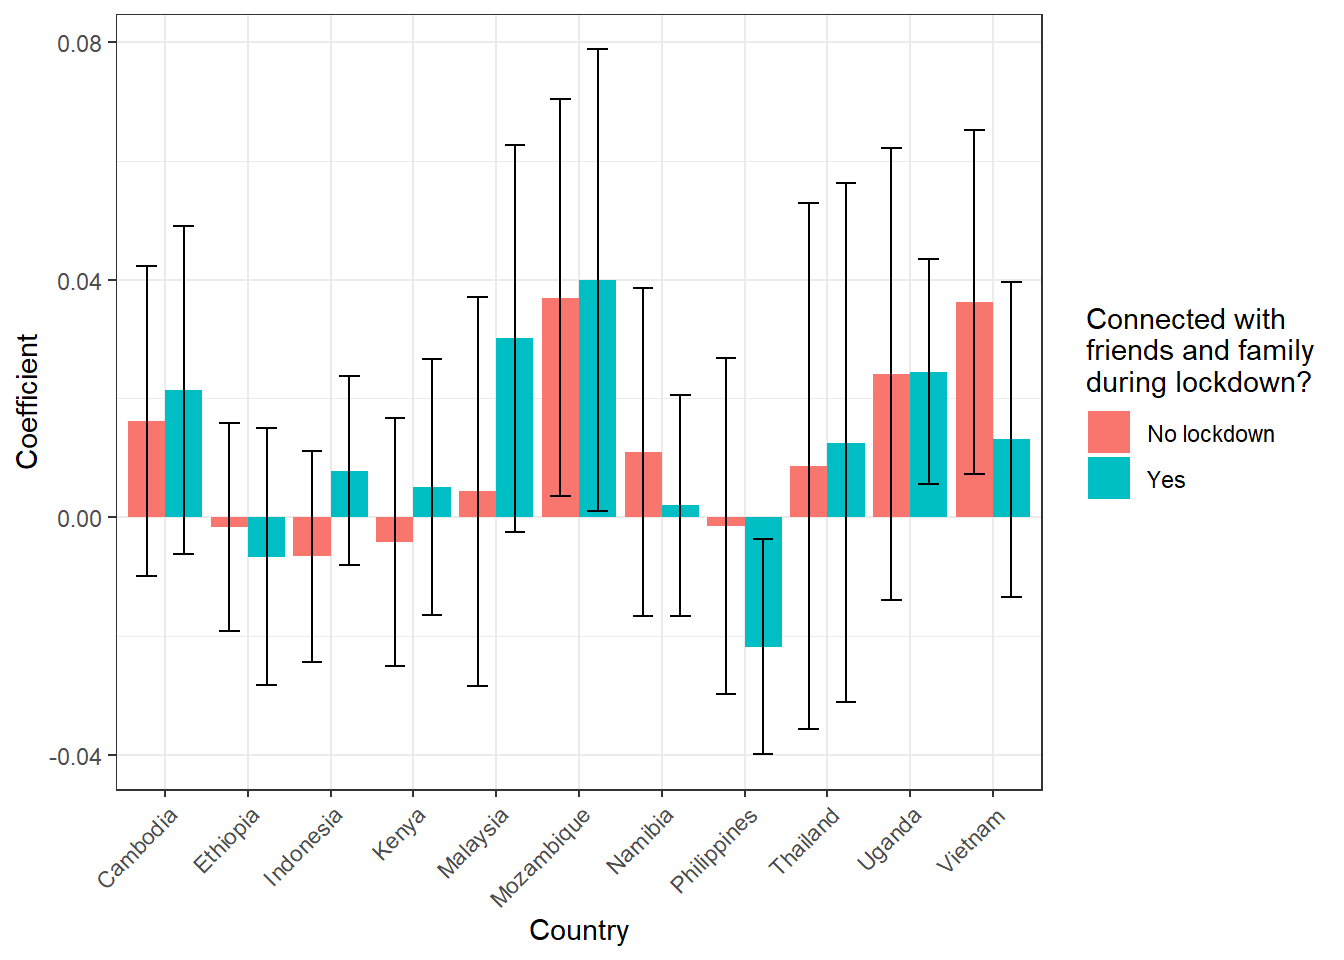 0.08
0.04
0.00
-0.04
Coefficient
Cambodia
Ethiopia
Indonesia
Kenya
Malaysia
Mozambique
Namibia
Philippines
Thailand
Uganda
Vietnam
Country
Connected with
friends and family
during lockdown?
No lockdown
Yes